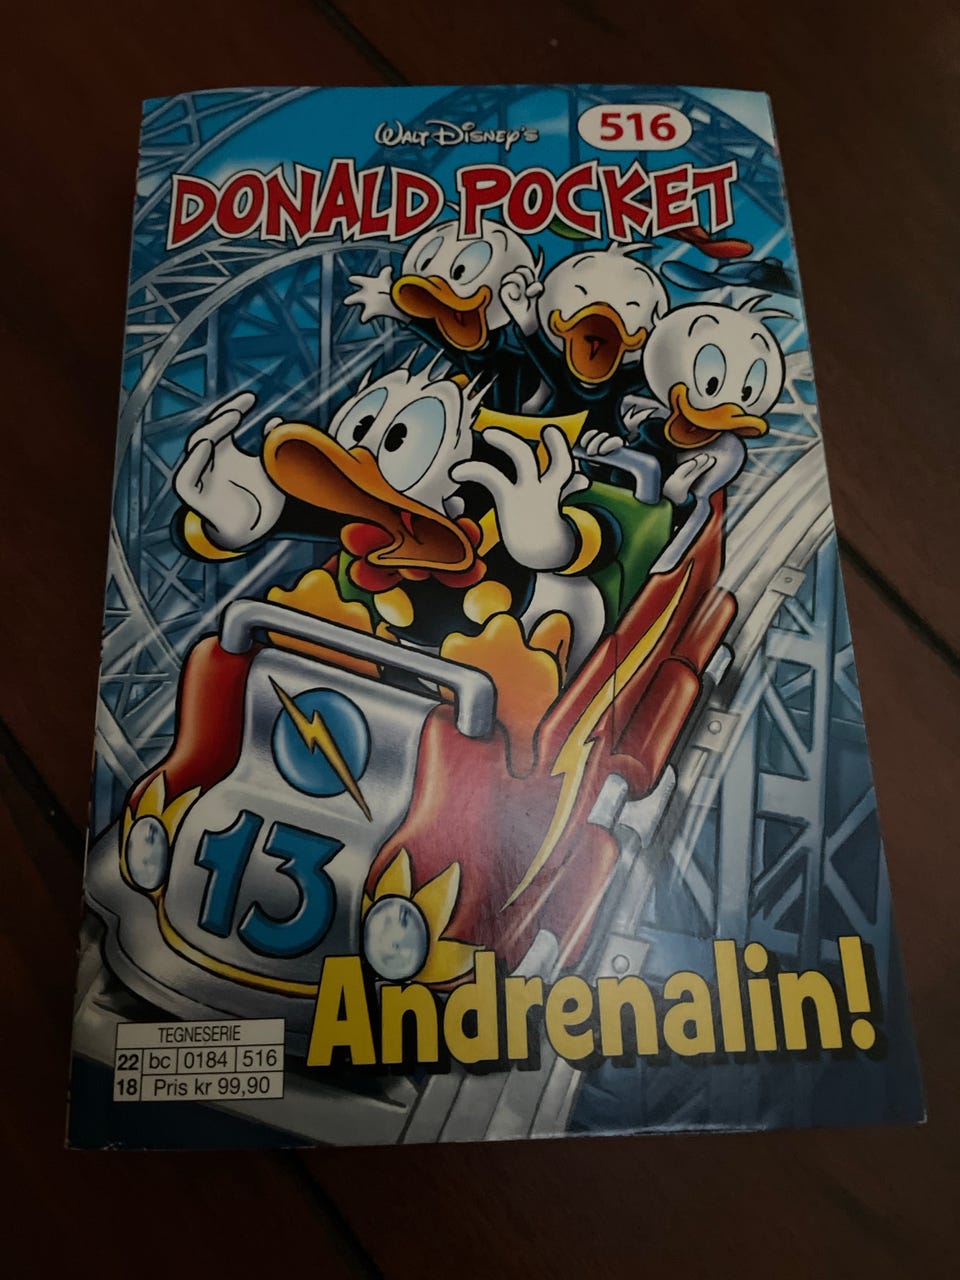 WALT DISNEY'S
516
DONALD POCKET
13
Andrenalin!
TEGNESERIE
22 bc 0184 516
18 Pris kr 99,90